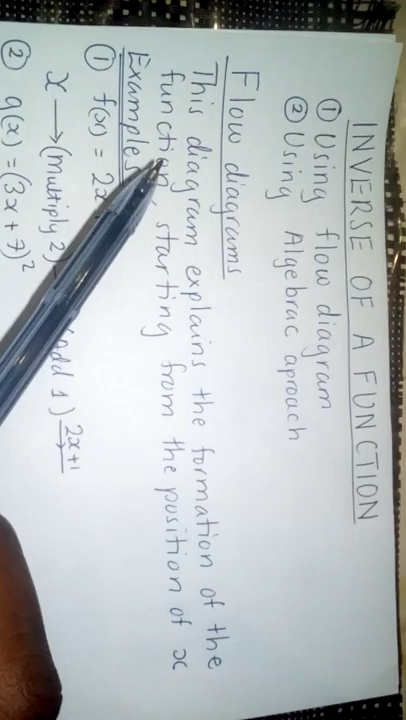 INVERSE OF A FUNCTION
① Using flow diagram
② Using Algebrac aproach
Flow diagrams
This diagram explains the formation of the
function, starting from the position of x
Examples
① f(x) = 2x
x → (multiply 2) (add 1) 2x+1
② g(x) = (3x + 7)²